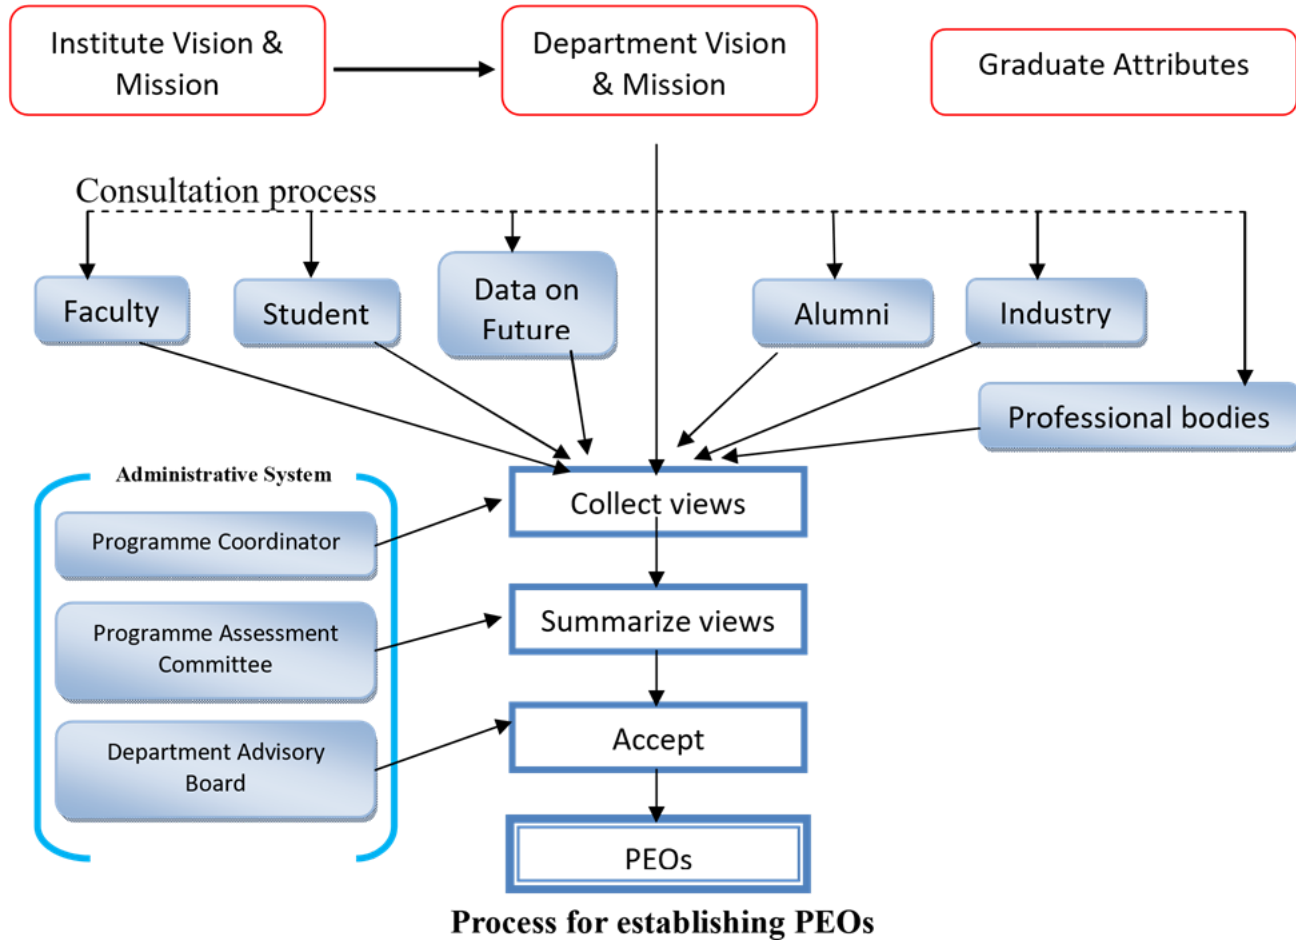 Institute Vision &
Mission
Department Vision
& Mission
Graduate Attributes
Consultation process
Faculty
Student
Data on
Future
Alumni
Industry
Professional bodies
Administrative System
Programme Coordinator
Programme Assessment
Committee
Department Advisory
Board
Collect views
Summarize views
Accept
PEOs
Process for establishing PEOs